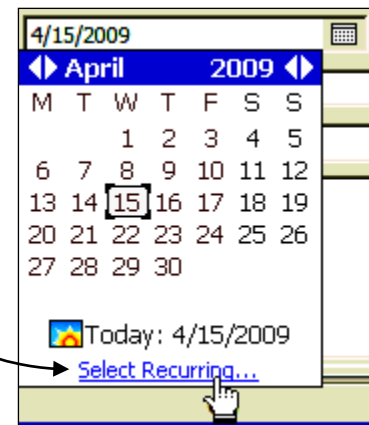 4/15/2009
April 2009
M T W T F S S
1 2 3 4 5
6 7 8 9 10 11 12
13 14 15 16 17 18 19
20 21 22 23 24 25 26
27 28 29 30
Today: 4/15/2009
Select Recurring...